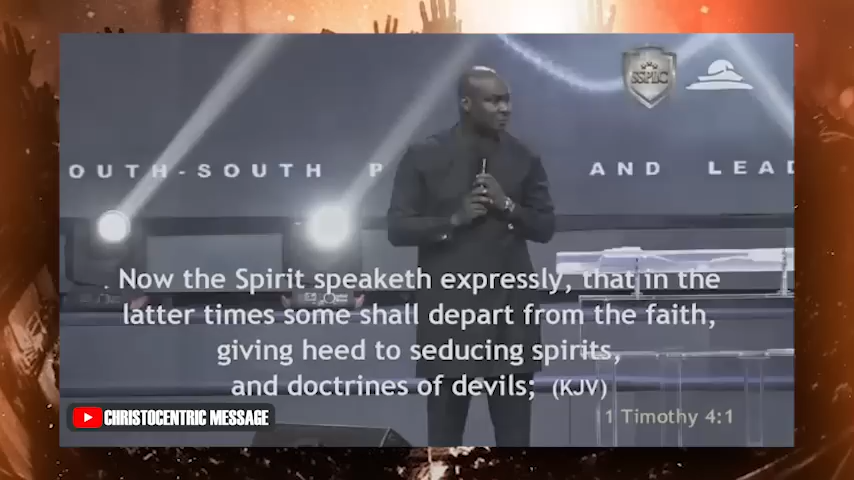 SSPLC
OUTH-SOUTH P AND LEAD
Now the Spirit speaketh expressly, that in the
latter times some shall depart from the faith,
giving heed to seducing spirits,
and doctrines of devils; (KJV)
CHRISTOCENTRIC MESSAGE
1 Timothy 4:1